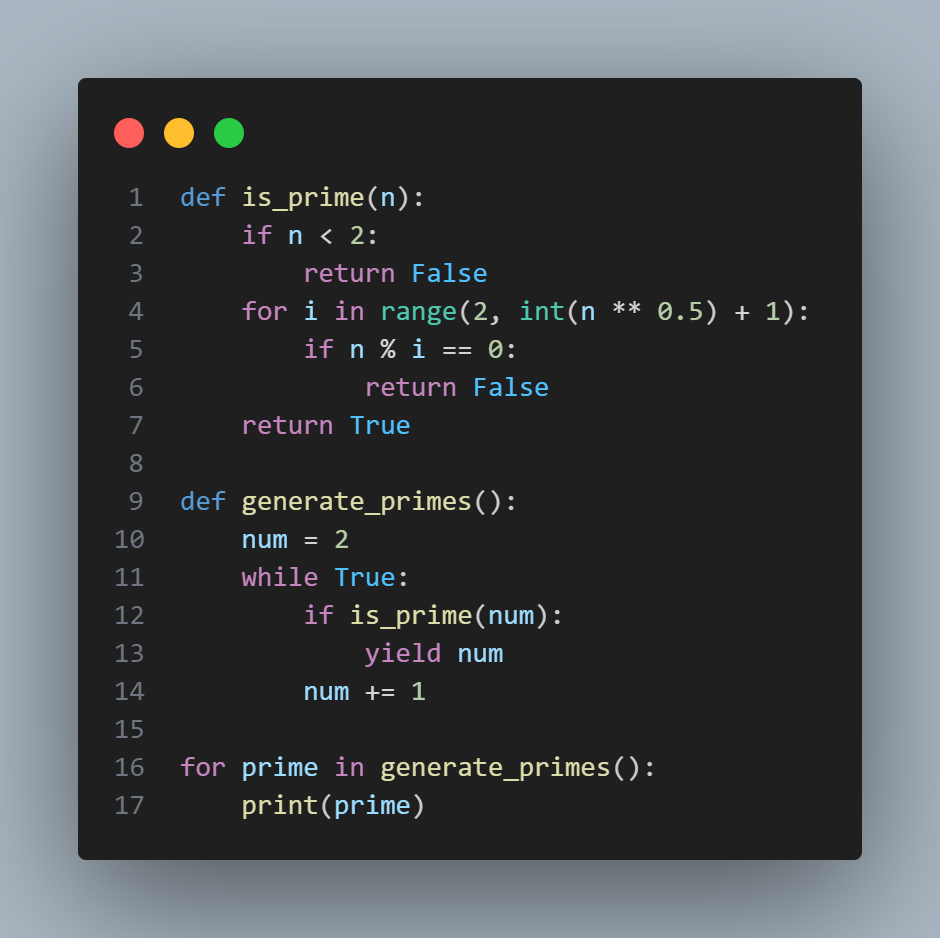 1 def is_prime(n):
2     if n < 2:
3         return False
4     for i in range(2, int(n ** 0.5) + 1):
5         if n % i == 0:
6             return False
7     return True
8
9 def generate_primes():
10     num = 2
11     while True:
12         if is_prime(num):
13             yield num
14         num += 1
15
16 for prime in generate_primes():
17     print(prime)